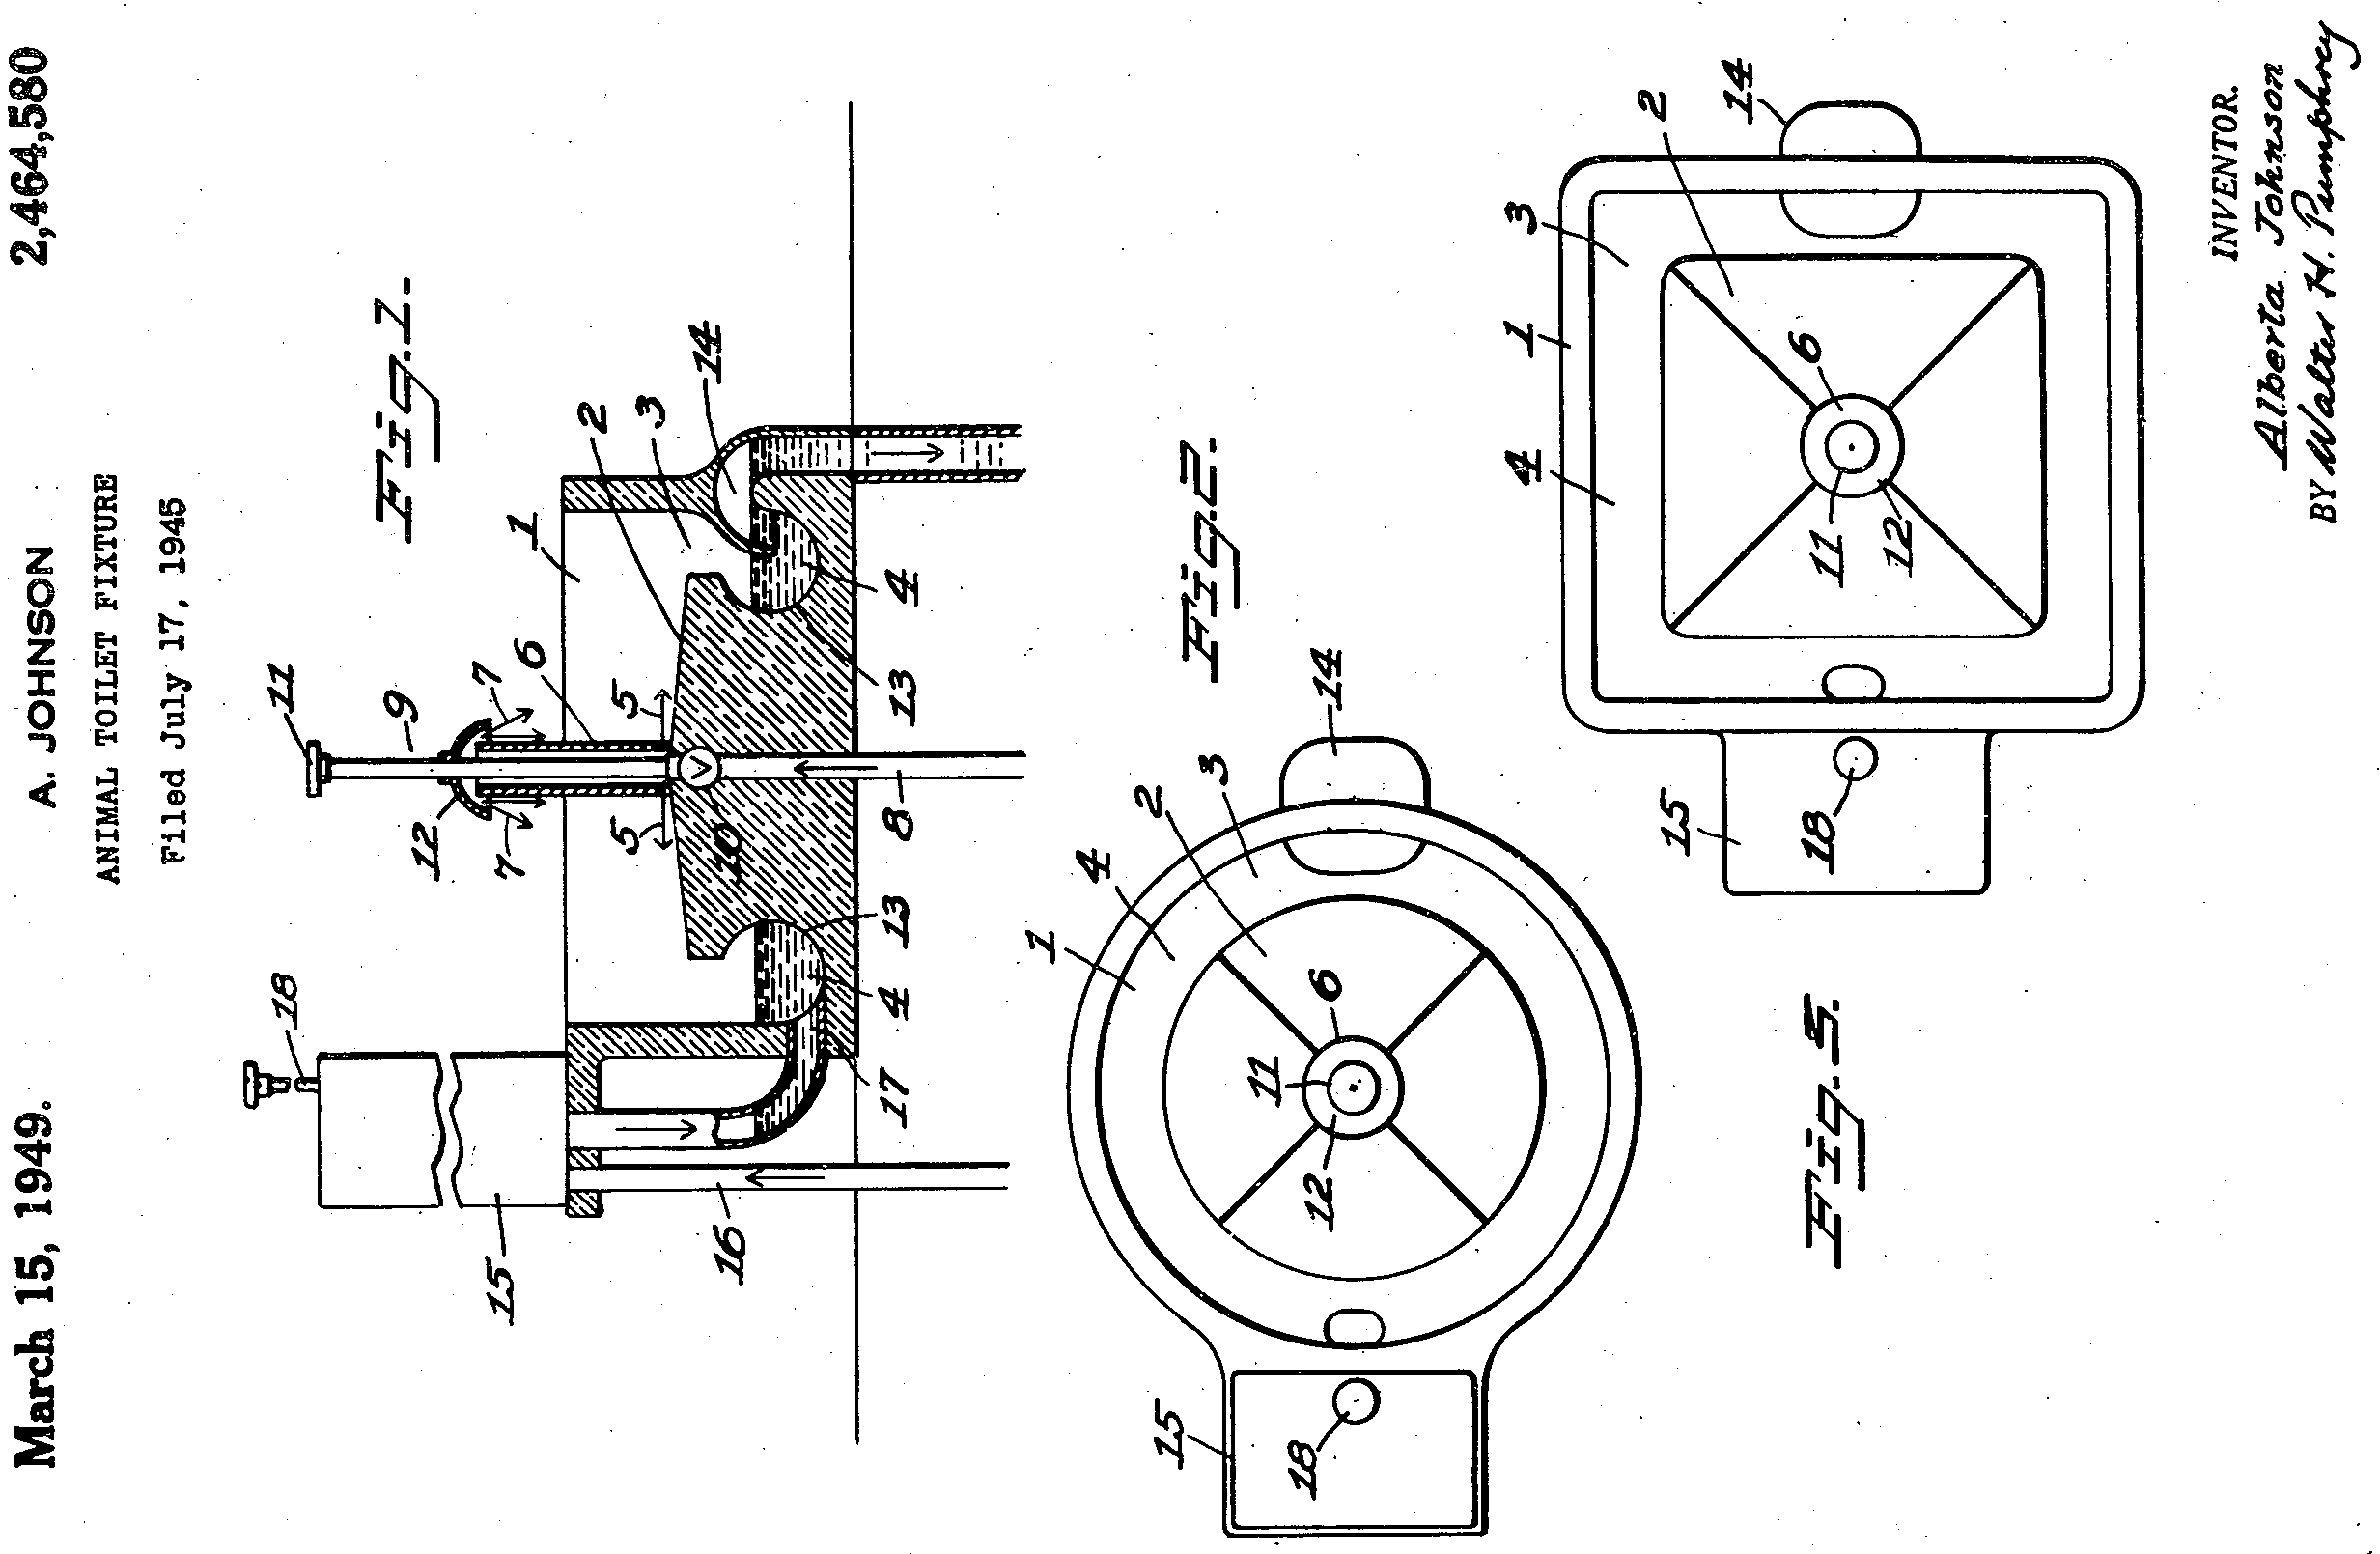 March 15, 1949. A. JOHNSON 2,464,580
ANIMAL TOILET FIXTURE
Filed July 17, 1945
18 11
9 Fig.1.
12 7
7
15 1 6
2
5 5 3
14
16 10
17 4 13 8 13 4
1
4
2
15 Fig.2.
3
11
18 12 6 14
4 1 3
2
15 14
6
Fig.3. 18 11
12
INVENTOR.
Alberta Johnson
BY Walter H. Pumphrey